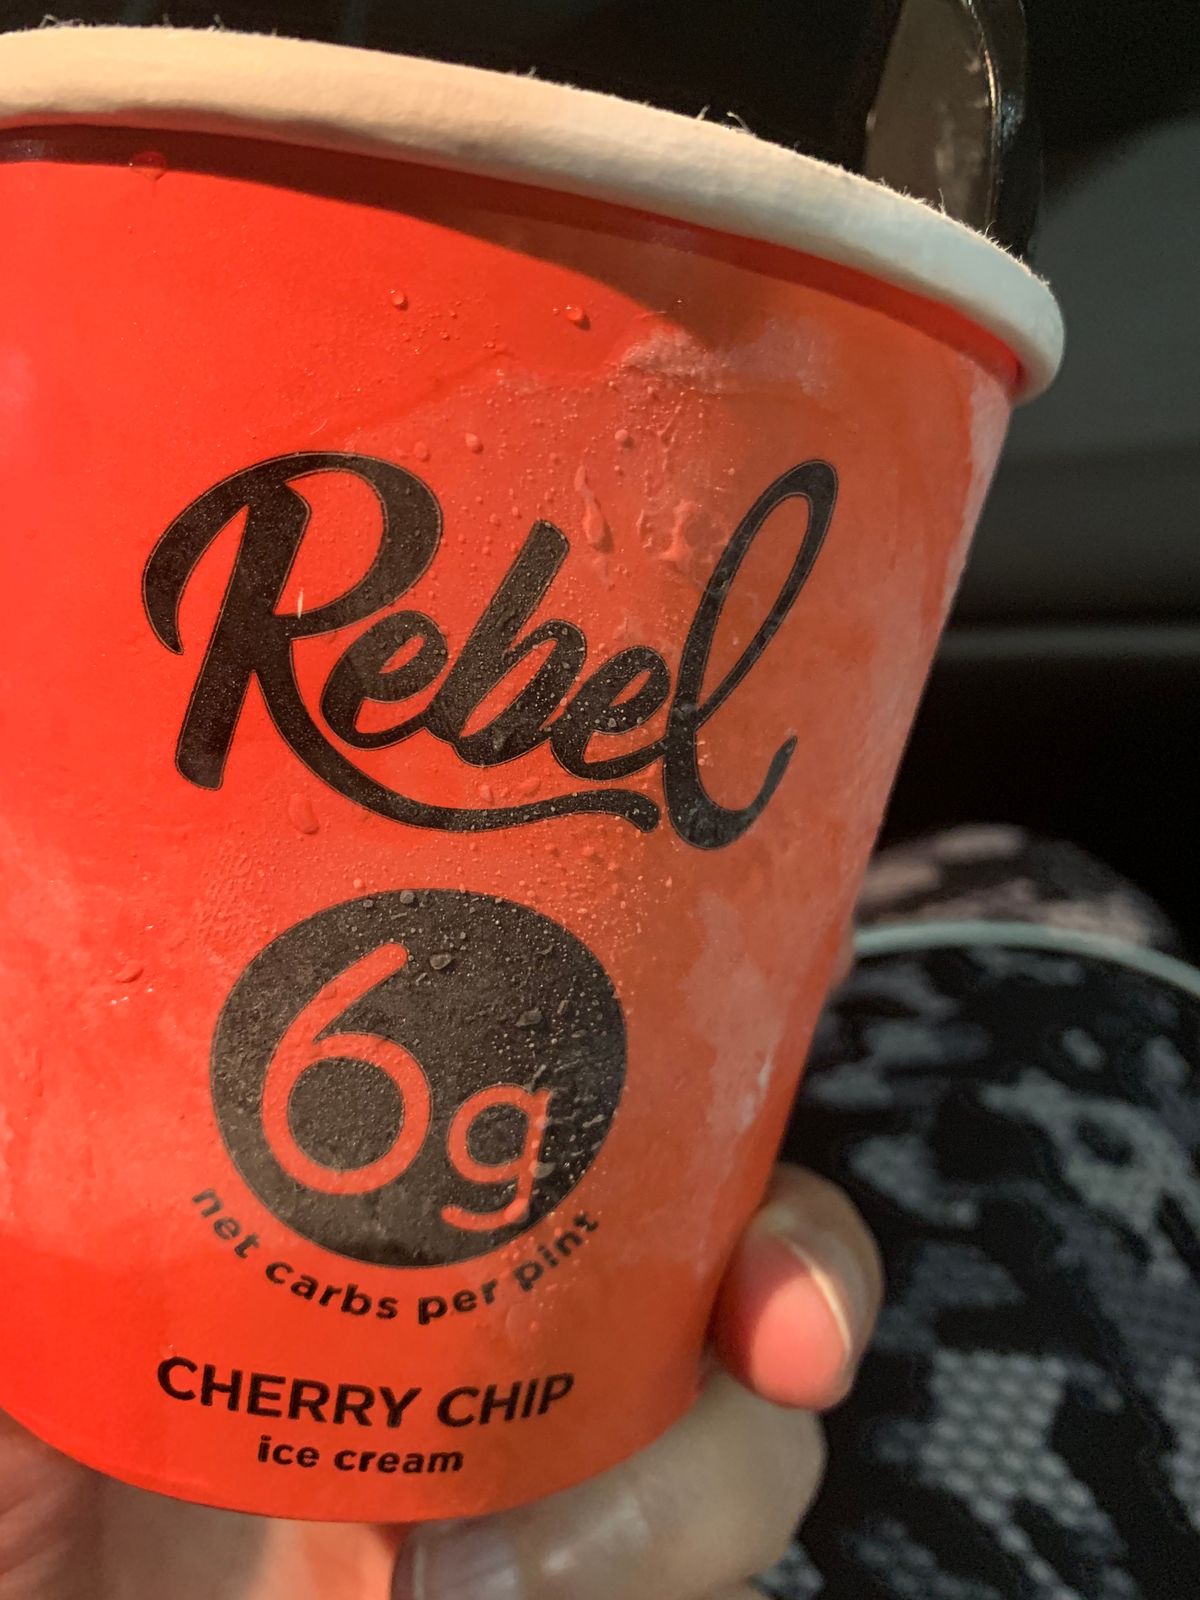 Rebel
6g
net carbs per pint
CHERRY CHIP
ice cream